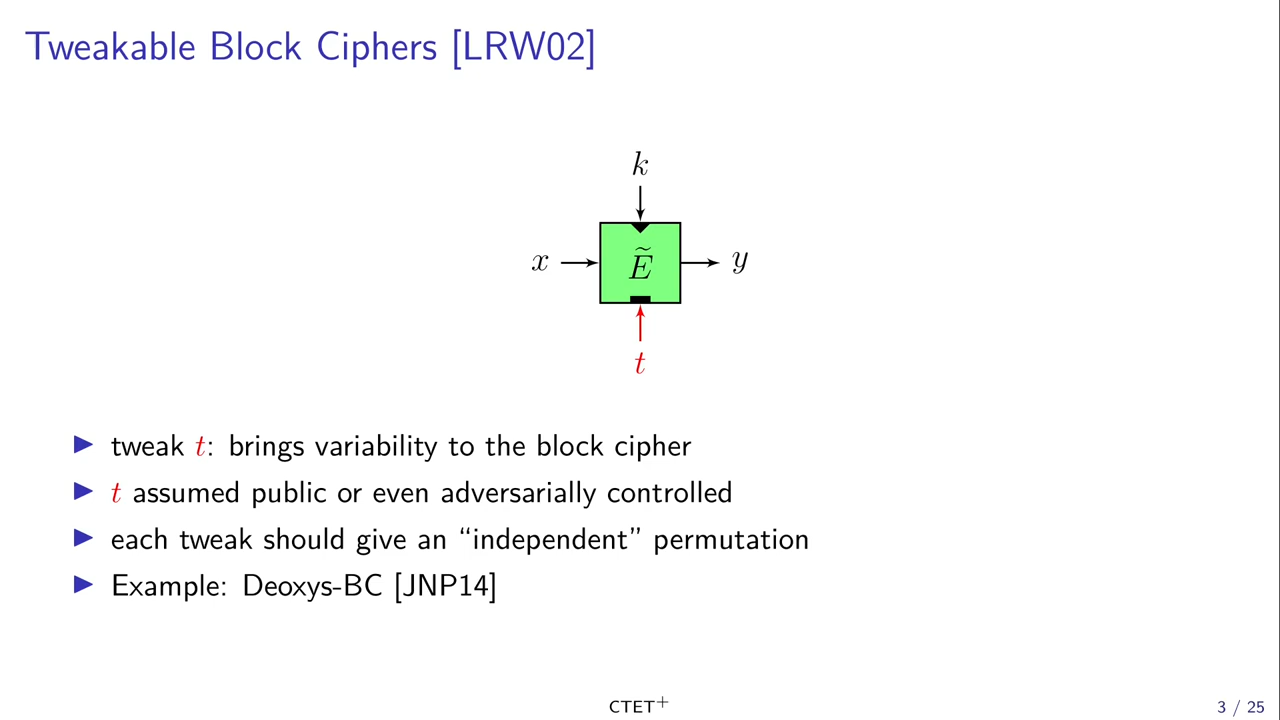 Tweakable Block Ciphers [LRW02]
k
x Ẽ y
t
▶ tweak t: brings variability to the block cipher
▶ t assumed public or even adversarially controlled
▶ each tweak should give an “independent” permutation
▶ Example: Deoxys-BC [JNP14]
CTET⁺ 3 / 25